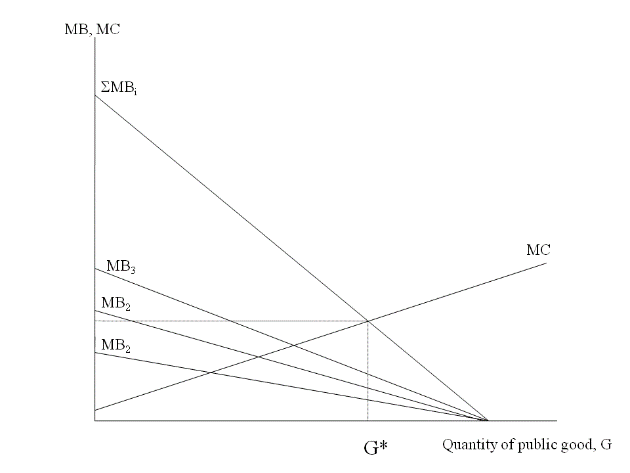 MB, MC
ΣMBᵢ
MC
MB₃
MB₂
MB₂
G*
Quantity of public good, G